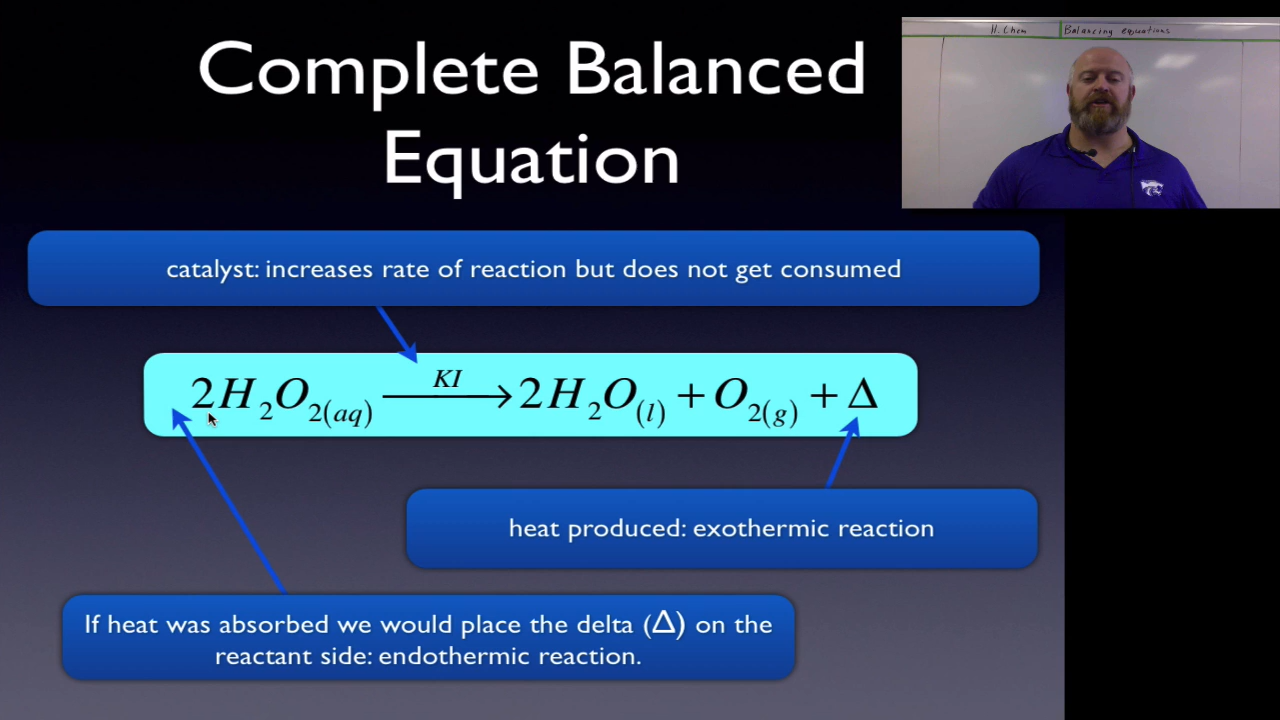 Complete Balanced
Equation
H. Chem
Balancing equations
catalyst: increases rate of reaction but does not get consumed
2H₂O₂(aq) —KI→ 2H₂O(l) + O₂(g) + Δ
heat produced: exothermic reaction
If heat was absorbed we would place the delta (Δ) on the
reactant side: endothermic reaction.